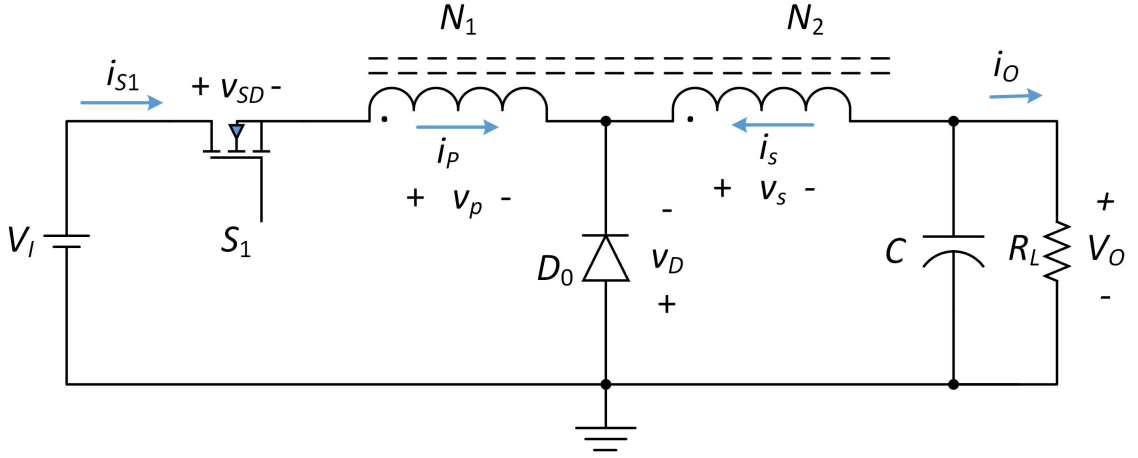 N1 N2
iS1 + vSD - iO
iP is
+ vp - + vs -
S1
VI D0 - vD + C RL + VO -